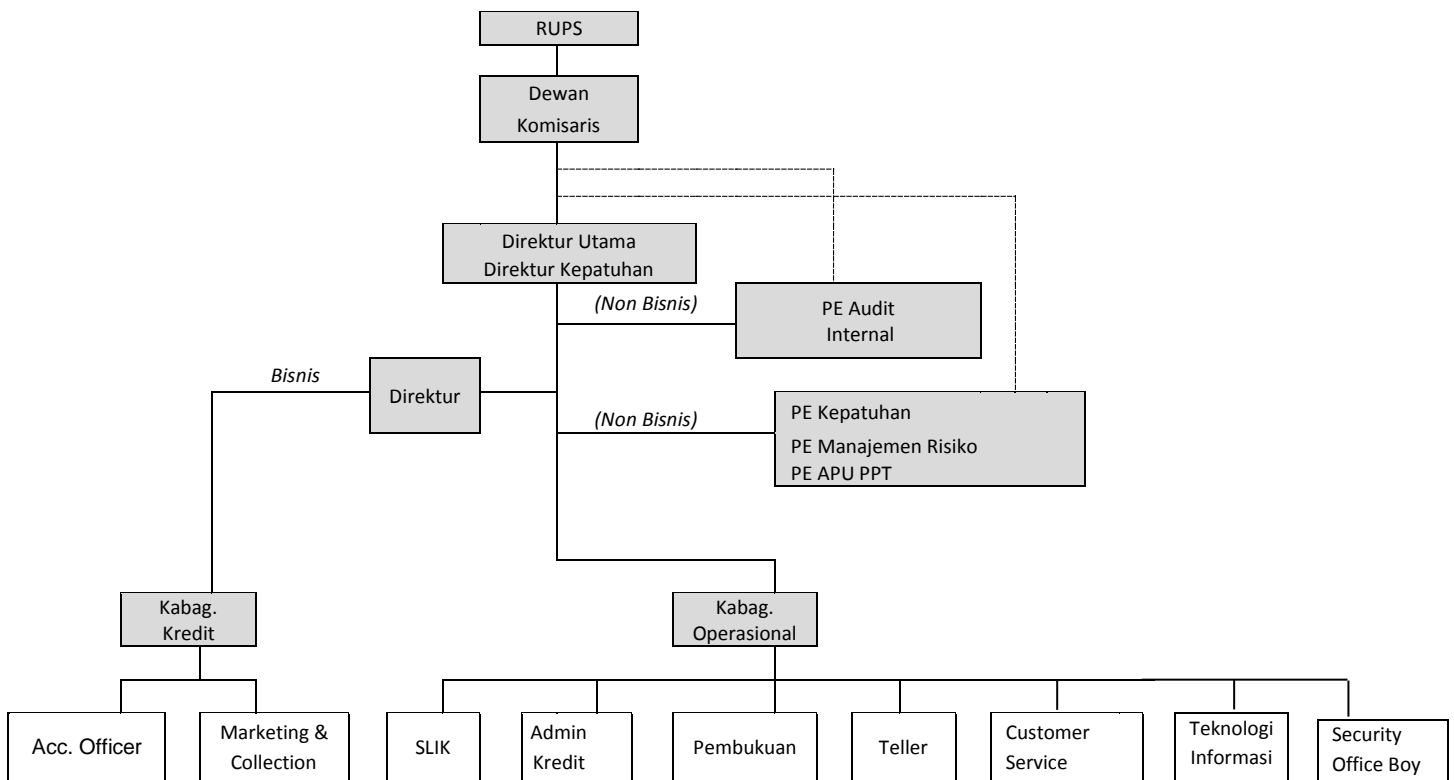 RUPS
Dewan
Komisaris
Direktur Utama
Direktur Kepatuhan
(Non Bisnis)
PE Audit
Internal
Bisnis
Direktur
(Non Bisnis)
PE Kepatuhan
PE Manajemen Risiko
PE APU PPT
Kabag.
Kredit
Kabag.
Operasional
Acc. Officer
Marketing &
Collection
SLIK
Admin
Kredit
Pembukuan
Teller
Customer
Service
Teknologi
Informasi
Security
Office Boy